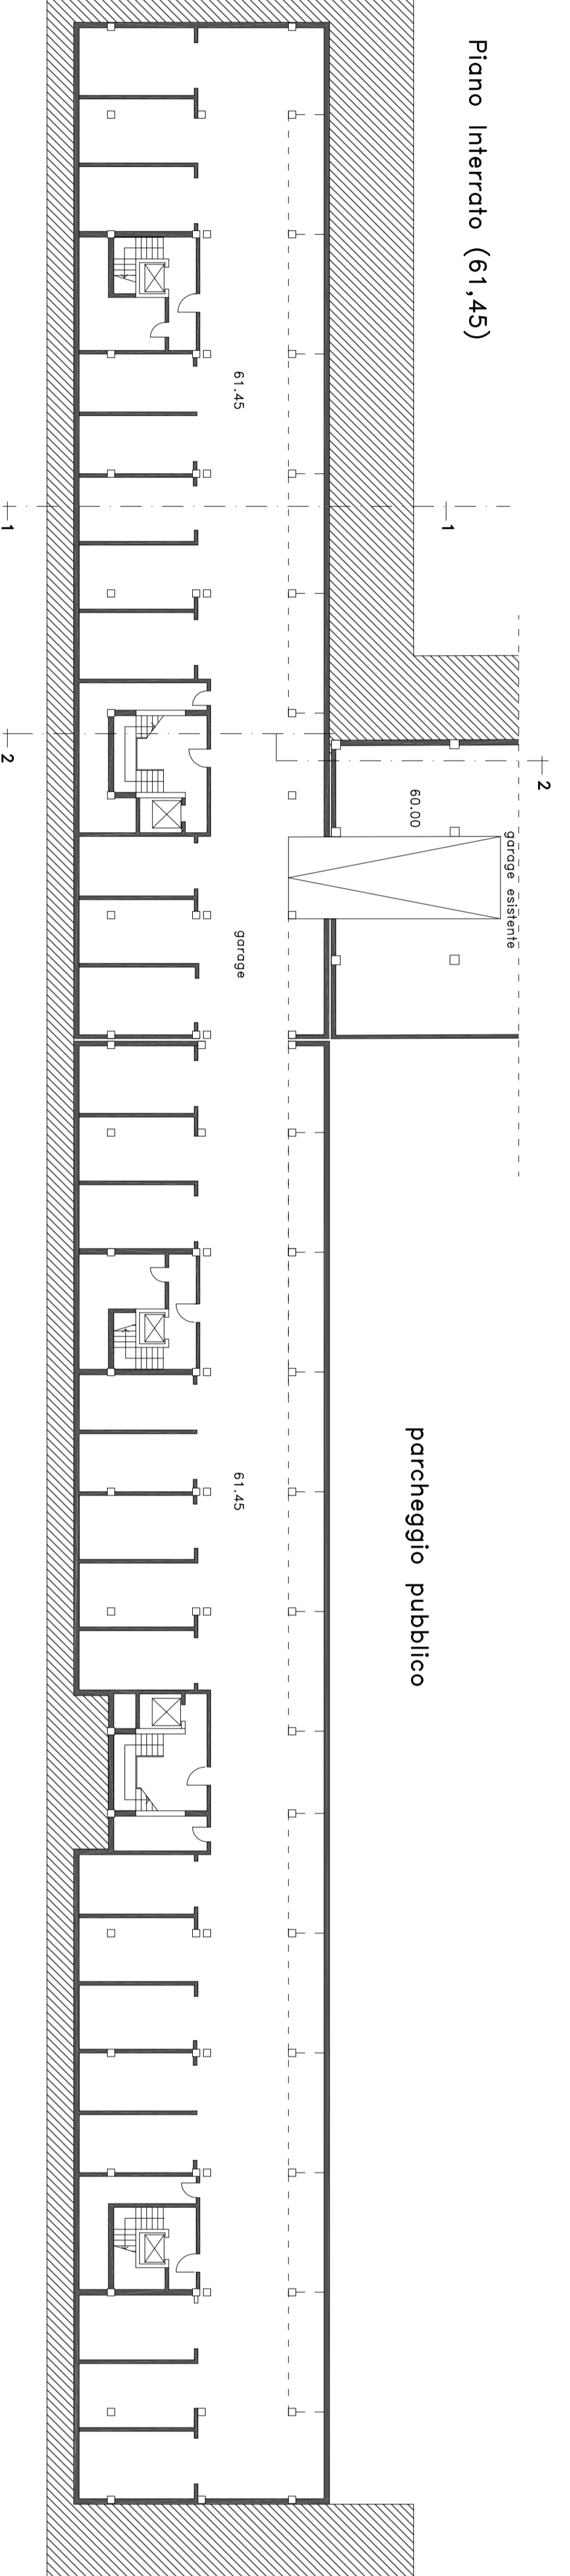 Piano Interrato (61,45)
61.45
1
1
2
2
60.00
garage esistente
garage
parcheggio pubblico
61.45